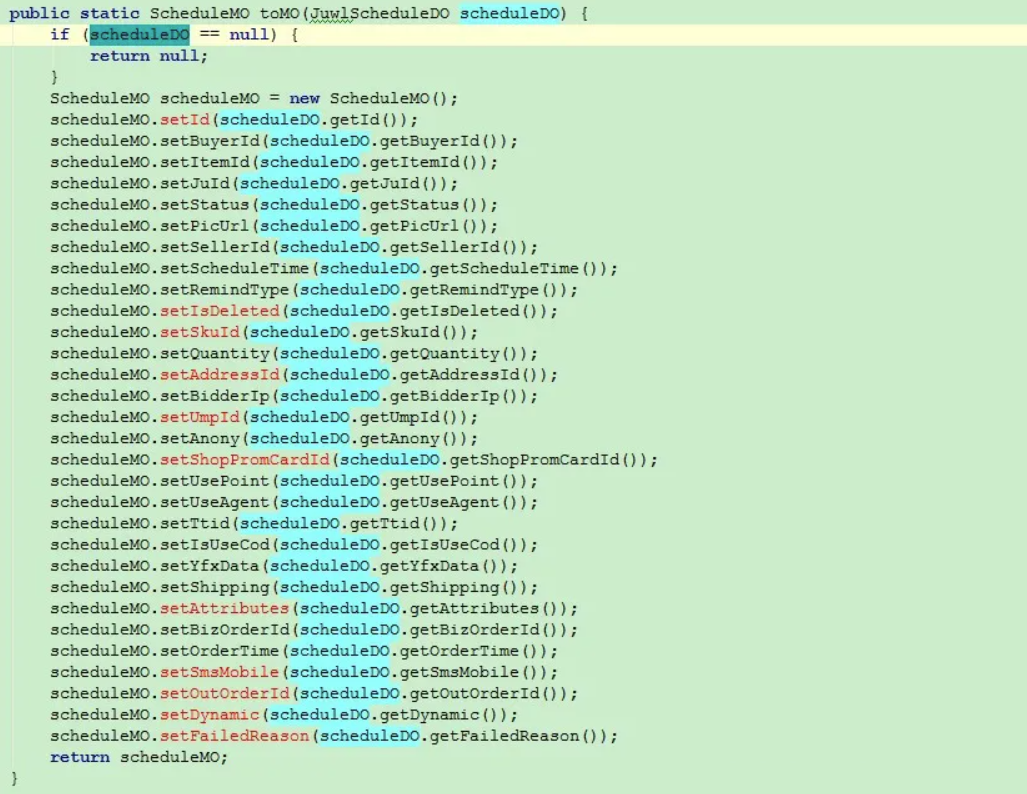 public static ScheduleMO toMO(JuwlScheduleDO scheduleDO) {
if (scheduleDO == null) {
return null;
}
ScheduleMO scheduleMO = new ScheduleMO();
scheduleMO.setId(scheduleDO.getId());
scheduleMO.setBuyerId(scheduleDO.getBuyerId());
scheduleMO.setItemId(scheduleDO.getItemId());
scheduleMO.setJuId(scheduleDO.getJuId());
scheduleMO.setStatus(scheduleDO.getStatus());
scheduleMO.setPicUrl(scheduleDO.getPicUrl());
scheduleMO.setSellerId(scheduleDO.getSellerId());
scheduleMO.setScheduleTime(scheduleDO.getScheduleTime());
scheduleMO.setRemindType(scheduleDO.getRemindType());
scheduleMO.setIsDeleted(scheduleDO.getIsDeleted());
scheduleMO.setSkuId(scheduleDO.getSkuId());
scheduleMO.setQuantity(scheduleDO.getQuantity());
scheduleMO.setAddressId(scheduleDO.getAddressId());
scheduleMO.setBidderIp(scheduleDO.getBidderIp());
scheduleMO.setUmpId(scheduleDO.getUmpId());
scheduleMO.setAnony(scheduleDO.getAnony());
scheduleMO.setShopPromCardId(scheduleDO.getShopPromCardId());
scheduleMO.setUsePoint(scheduleDO.getUsePoint());
scheduleMO.setUseAgent(scheduleDO.getUseAgent());
scheduleMO.setTtid(scheduleDO.getTtid());
scheduleMO.setIsUseCod(scheduleDO.getIsUseCod());
scheduleMO.setYfxData(scheduleDO.getYfxData());
scheduleMO.setShipping(scheduleDO.getShipping());
scheduleMO.setAttributes(scheduleDO.getAttributes());
scheduleMO.setBizOrderId(scheduleDO.getBizOrderId());
scheduleMO.setOrderTime(scheduleDO.getOrderTime());
scheduleMO.setSmsMobile(scheduleDO.getSmsMobile());
scheduleMO.setOutOrderId(scheduleDO.getOutOrderId());
scheduleMO.setDynamic(scheduleDO.getDynamic());
scheduleMO.setFailedReason(scheduleDO.getFailedReason());
return scheduleMO;
}